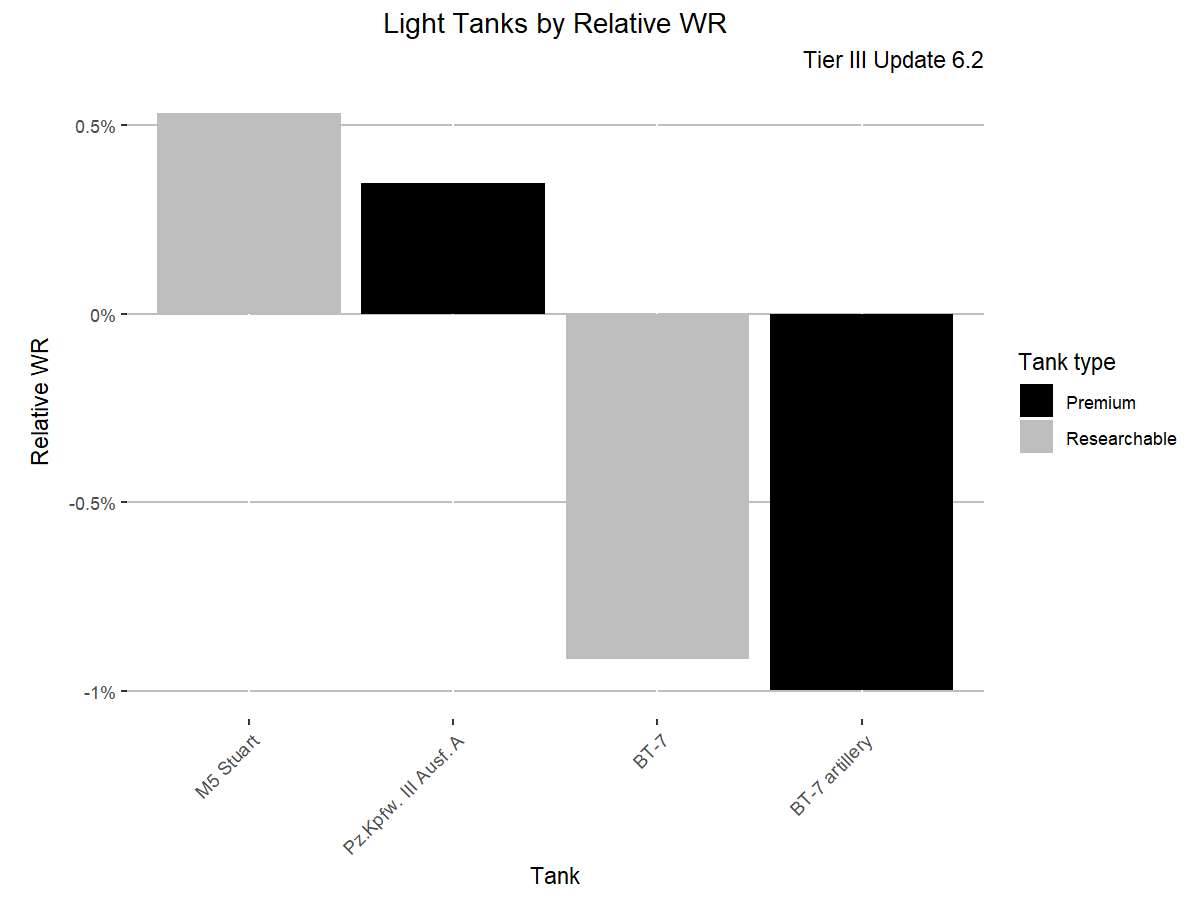 Light Tanks by Relative WR
Tier III Update 6.2
0.5%
0%
-0.5%
-1%
Relative WR
M5 Stuart
Pz.Kpfw. III Ausf. A
BT-7
BT-7 artillery
Tank
Tank type
Premium
Researchable